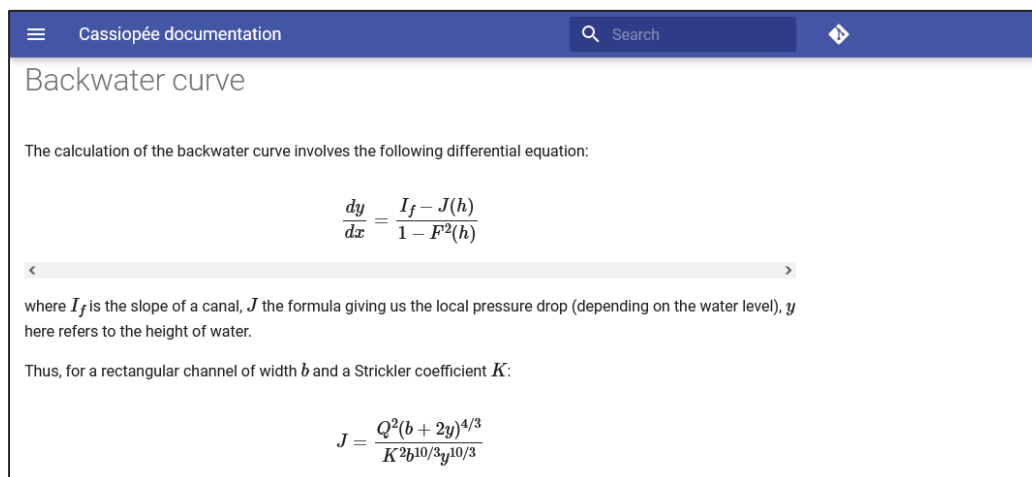 Cassiopée documentation
Search
Backwater curve
The calculation of the backwater curve involves the following differential equation:
dy/dx = (I_f − J(h))/(1 − F²(h))
where I_f is the slope of a canal, J the formula giving us the local pressure drop (depending on the water level), y
here refers to the height of water.
Thus, for a rectangular channel of width b and a Strickler coefficient K:
J = Q²(b + 2y)^{4/3}/(K²b^{10/3}y^{10/3})